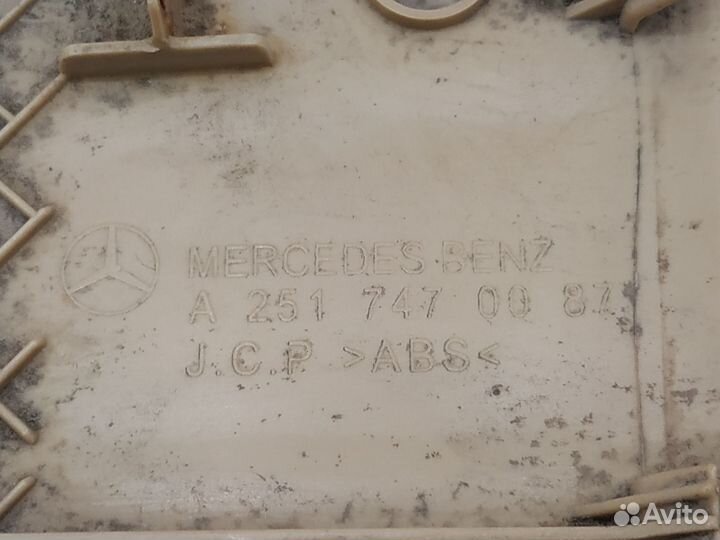 MERCEDES-BENZ
A 251 747 00 87
J.C.P >ABS<
Avito